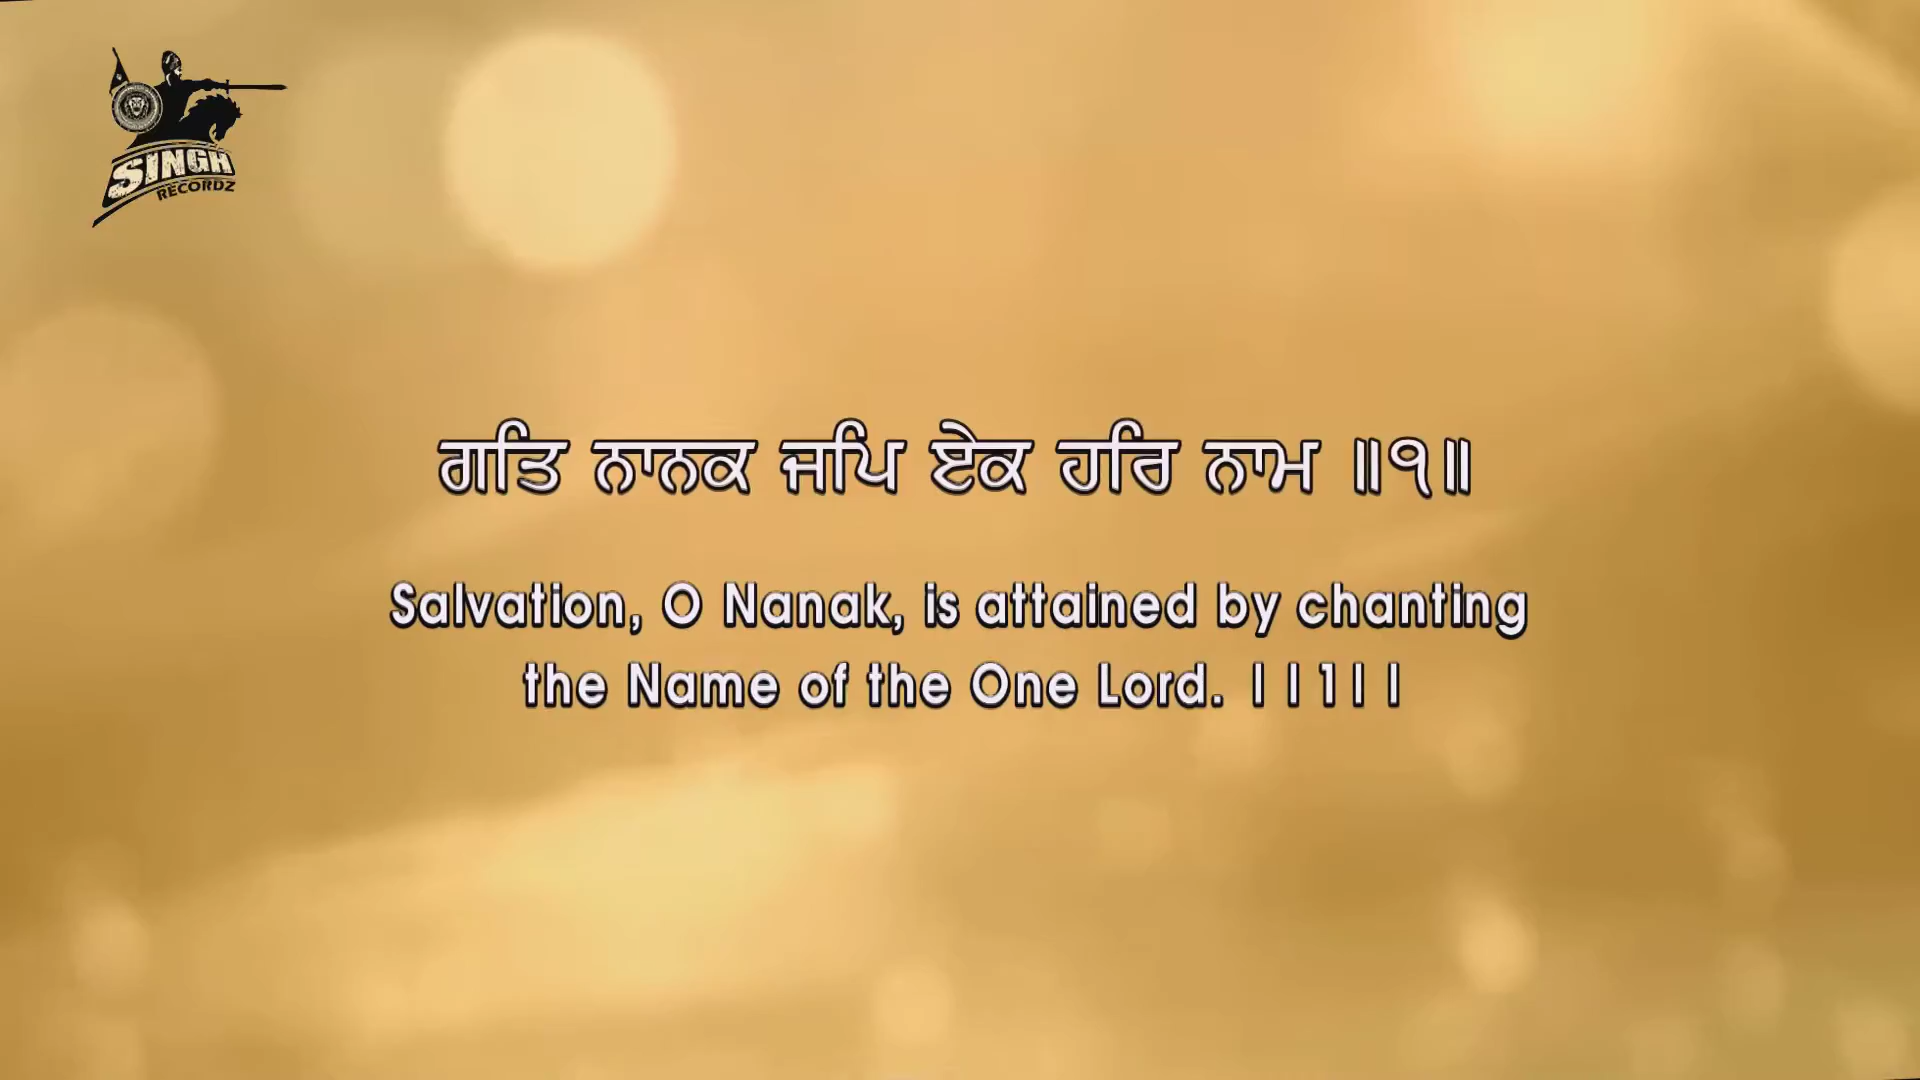 SINGH
RECORDZ
ਗਤਿ ਨਾਨਕ ਜਪਿ ਏਕ ਹਰਿ ਨਾਮ ॥੧॥
Salvation, O Nanak, is attained by chanting
the Name of the One Lord. ||1||